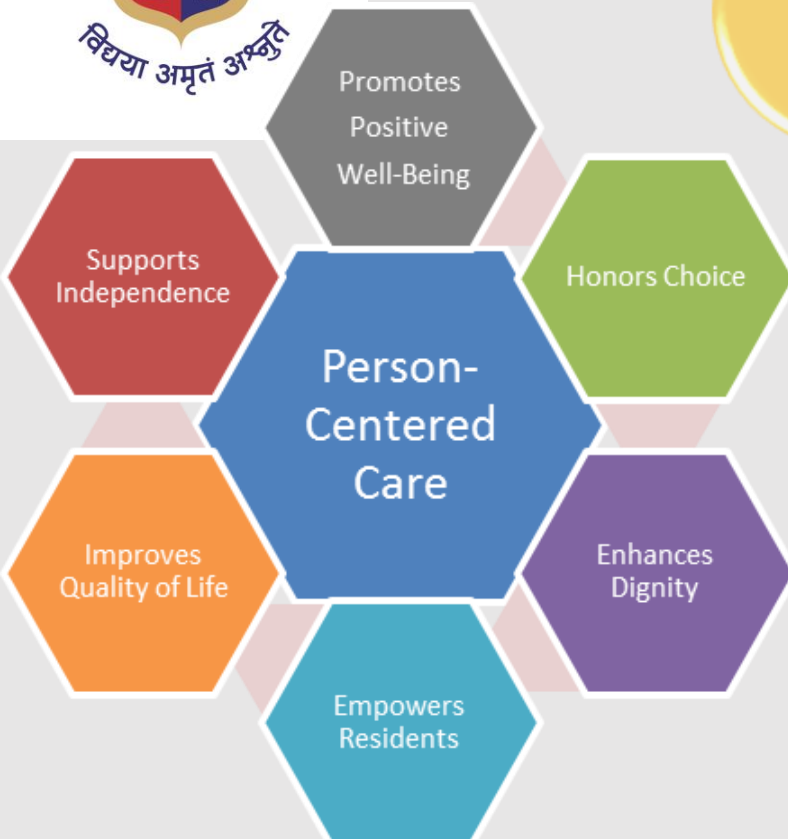 विद्यया अमृतं अश्नुते
Promotes
Positive
Well-Being
Honors Choice
Enhances
Dignity
Empowers
Residents
Improves
Quality of Life
Supports
Independence
Person-
Centered
Care